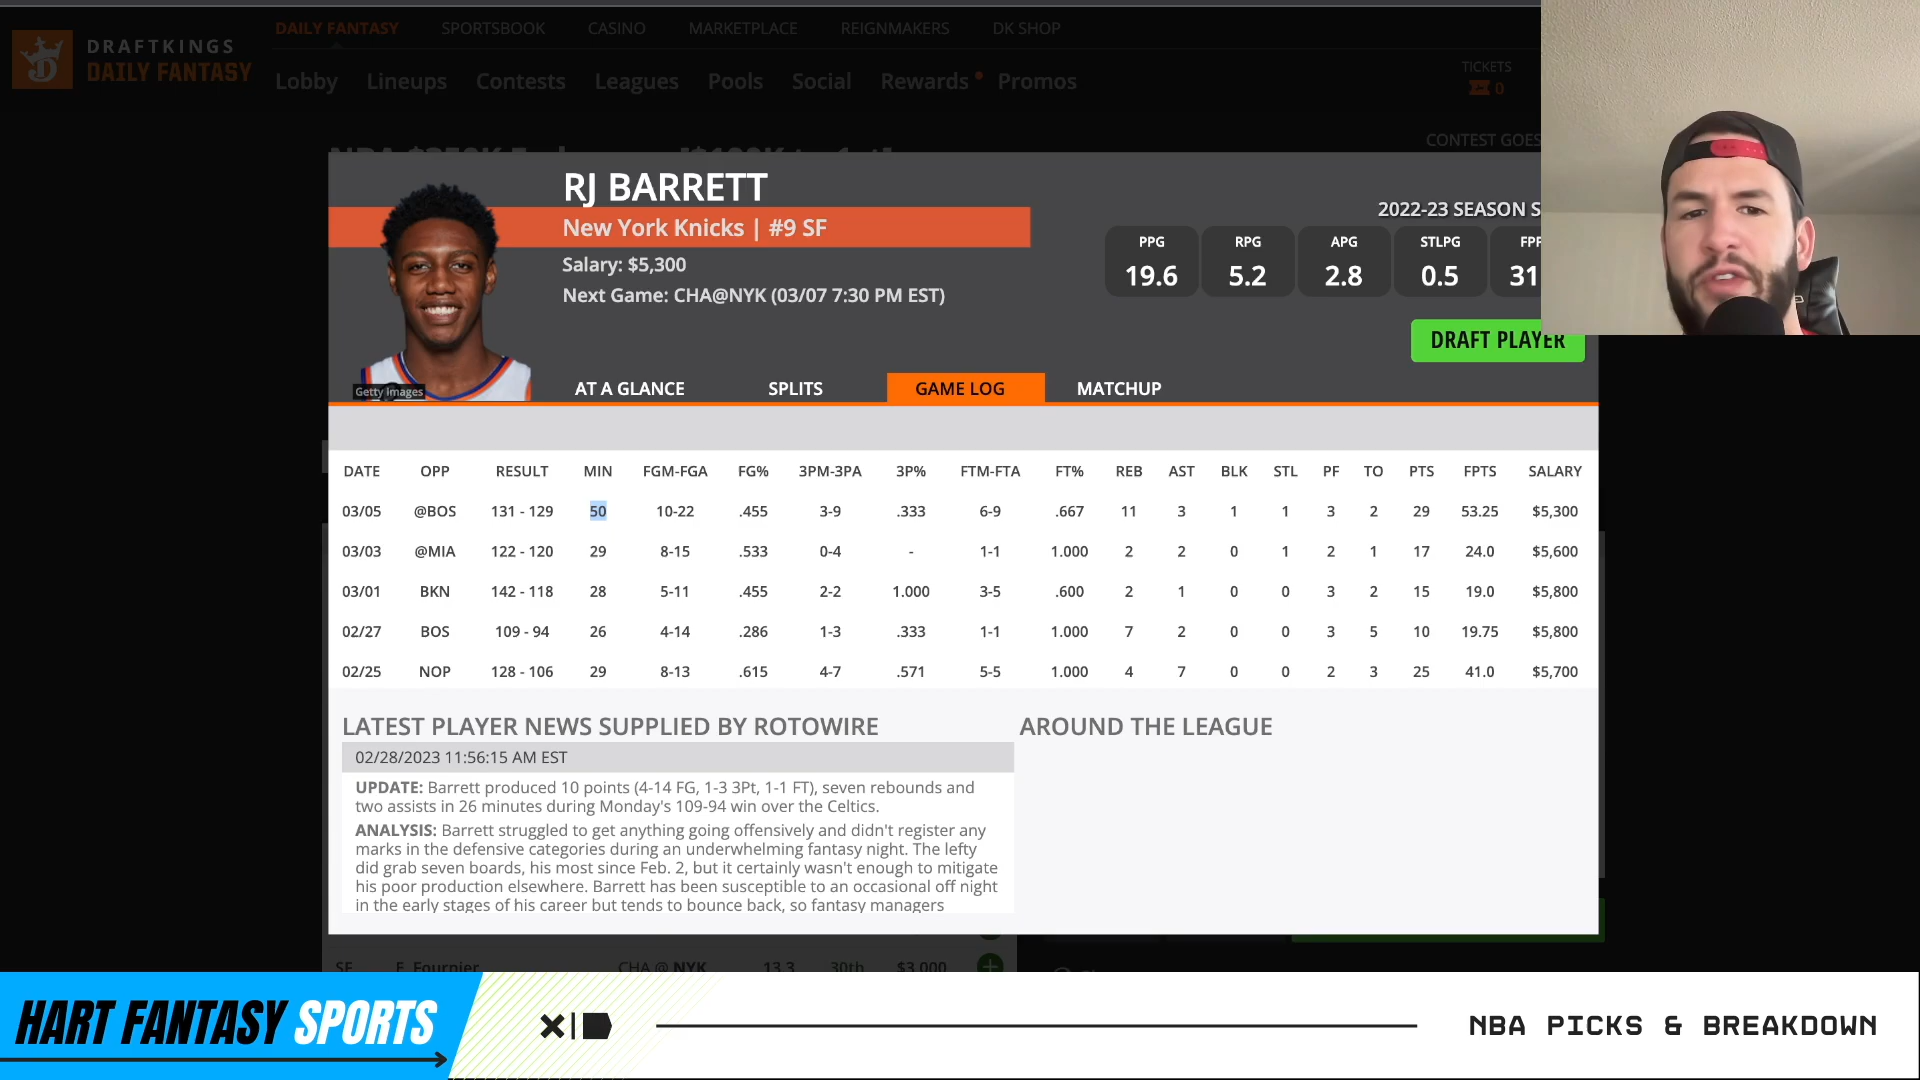 DAILY FANTASY SPORTSBOOK CASINO MARKETPLACE REIGNMAKERS DK SHOP
DRAFTKINGS
DAILY FANTASY
Lobby Lineups Contests Leagues Pools Social Rewards Promos
TICKETS
0
CONTEST GOES
RJ BARRETT
New York Knicks | #9 SF
Salary: $5,300
Next Game: CHA@NYK (03/07 7:30 PM EST)
2022-23 SEASON S
PPG RPG APG STLPG FPP
19.6 5.2 2.8 0.5 31
DRAFT PLAYER
Getty Images
AT A GLANCE SPLITS GAME LOG MATCHUP
DATE OPP RESULT MIN FGM-FGA FG% 3PM-3PA 3P% FTM-FTA FT% REB AST BLK STL PF TO PTS FPTS SALARY
03/05 @BOS 131 - 129 50 10-22 .455 3-9 .333 6-9 .667 11 3 1 1 3 2 29 53.25 $5,300
03/03 @MIA 122 - 120 29 8-15 .533 0-4 - 1-1 1.000 2 2 0 1 2 1 17 24.0 $5,600
03/01 BKN 142 - 118 28 5-11 .455 2-2 1.000 3-5 .600 2 1 0 0 3 2 15 19.0 $5,800
02/27 BOS 109 - 94 26 4-14 .286 1-3 .333 1-1 1.000 7 2 0 0 3 5 10 19.75 $5,800
02/25 NOP 128 - 106 29 8-13 .615 4-7 .571 5-5 1.000 4 7 0 0 2 3 25 41.0 $5,700
LATEST PLAYER NEWS SUPPLIED BY ROTOWIRE
AROUND THE LEAGUE
02/28/2023 11:56:15 AM EST
UPDATE: Barrett produced 10 points (4-14 FG, 1-3 3Pt, 1-1 FT), seven rebounds and
two assists in 26 minutes during Monday's 109-94 win over the Celtics.
ANALYSIS: Barrett struggled to get anything going offensively and didn't register any
marks in the defensive categories during an underwhelming fantasy night. The lefty
did grab seven boards, his most since Feb. 2, but it certainly wasn't enough to mitigate
his poor production elsewhere. Barrett has been susceptible to an occasional off night
in the early stages of his career but tends to bounce back, so fantasy managers
SF E. Fournier CHA @ NYK 13.3 30th $3,000
HART FANTASY SPORTS
NBA PICKS & BREAKDOWN